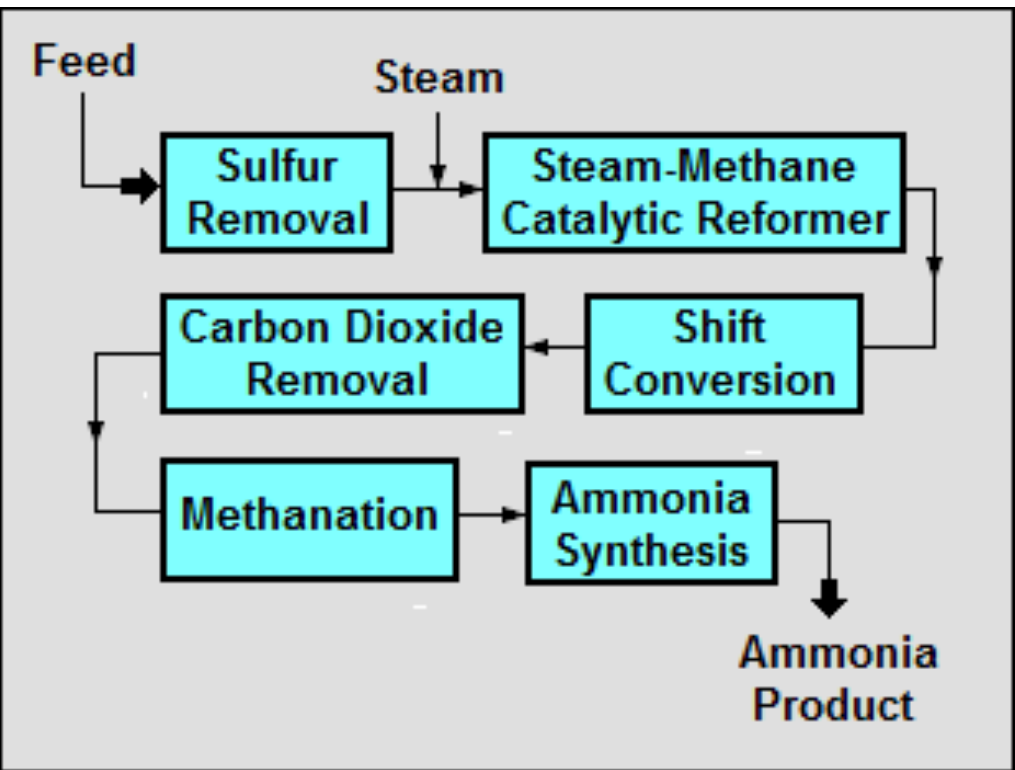 Feed
Steam
Sulfur
Removal
Steam-Methane
Catalytic Reformer
Carbon Dioxide
Removal
Shift
Conversion
Methanation
Ammonia
Synthesis
Ammonia
Product